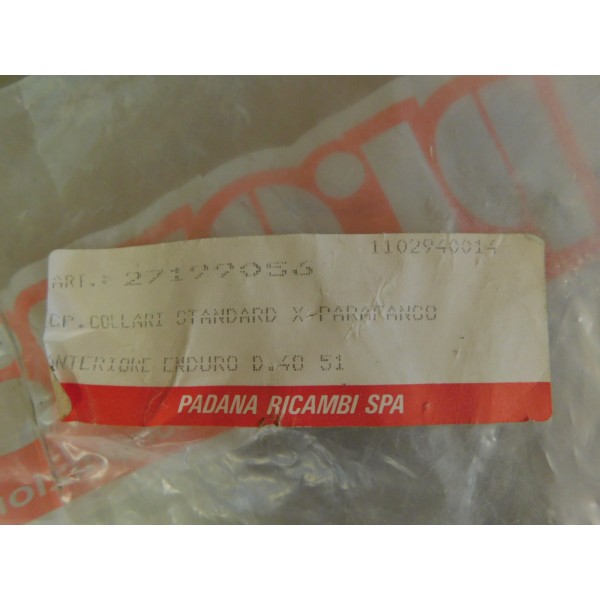 1102940014
ART.: 27199056
CP.COLLARI STANDARD X PARAFANGO
ANTERIORE ENDURO D.40 51
PADANA RICAMBI SPA